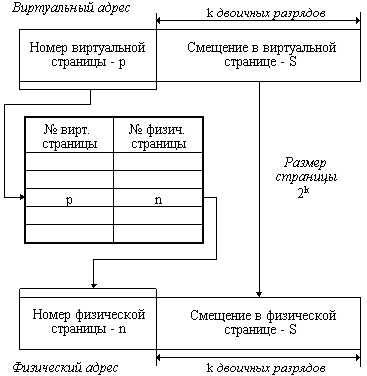 Виртуальный адрес
k двоичных разрядов
Номер виртуальной
страницы - p
Смещение в виртуальной
странице - S
№ вирт.
страницы
№ физич.
страницы
p
n
Размер
страницы
2k
Номер физической
страницы - n
Смещение в физической
странице - S
Физический адрес
k двоичных разрядов